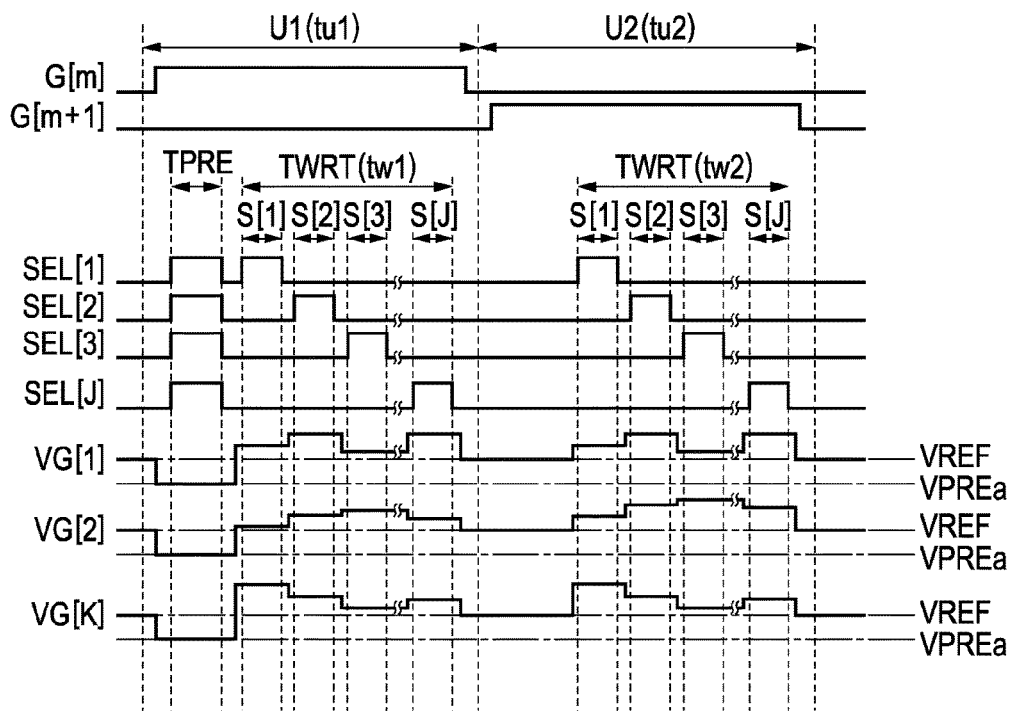 U1(tu1) U2(tu2)
G[m]
G[m+1]
TPRE TWRT(tw1) TWRT(tw2)
S[1] S[2] S[3] S[J] S[1] S[2] S[3] S[J]
SEL[1]
SEL[2]
SEL[3]
SEL[J]
VG[1] VREF
VPREa
VG[2] VREF
VPREa
VG[K] VREF
VPREa